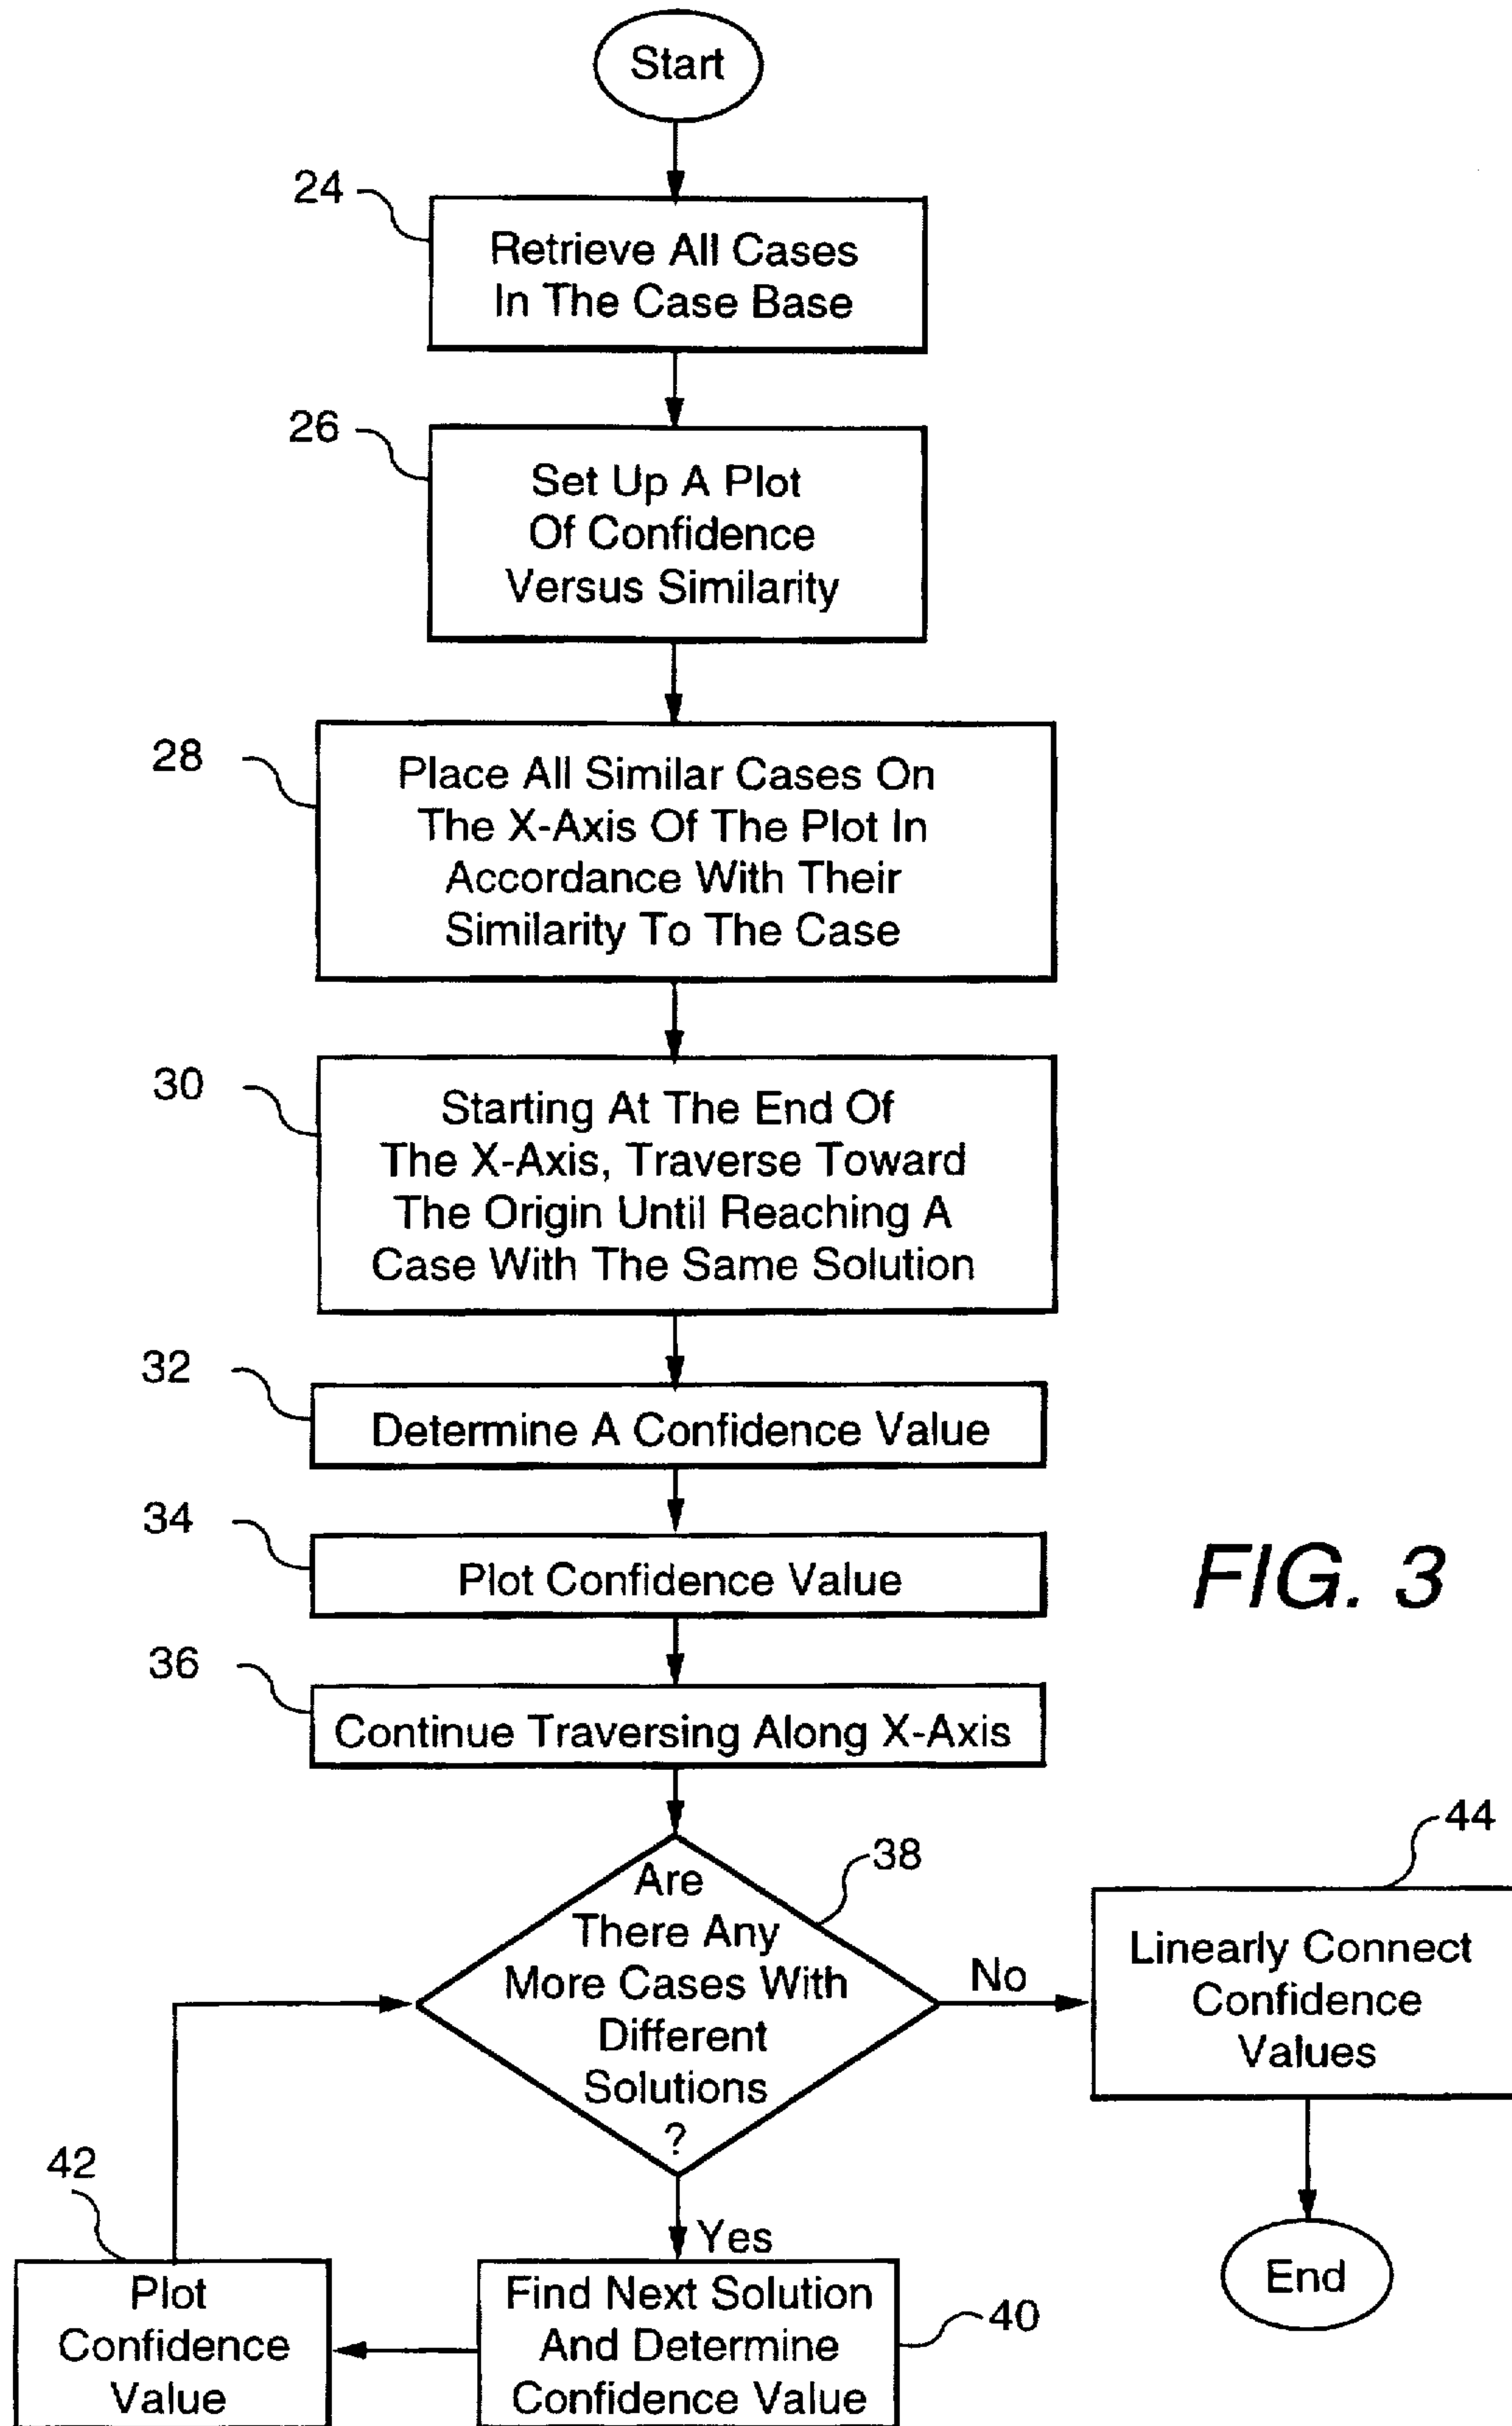 Start
24
Retrieve All Cases
In The Case Base
26
Set Up A Plot
Of Confidence
Versus Similarity
28
Place All Similar Cases On
The X-Axis Of The Plot In
Accordance With Their
Similarity To The Case
30
Starting At The End Of
The X-Axis, Traverse Toward
The Origin Until Reaching A
Case With The Same Solution
32
Determine A Confidence Value
34
Plot Confidence Value
FIG. 3
36
Continue Traversing Along X-Axis
38
Are
There Any
More Cases With
Different
Solutions
?
No
44
Linearly Connect
Confidence
Values
End
Yes
40
Find Next Solution
And Determine
Confidence Value
42
Plot
Confidence
Value